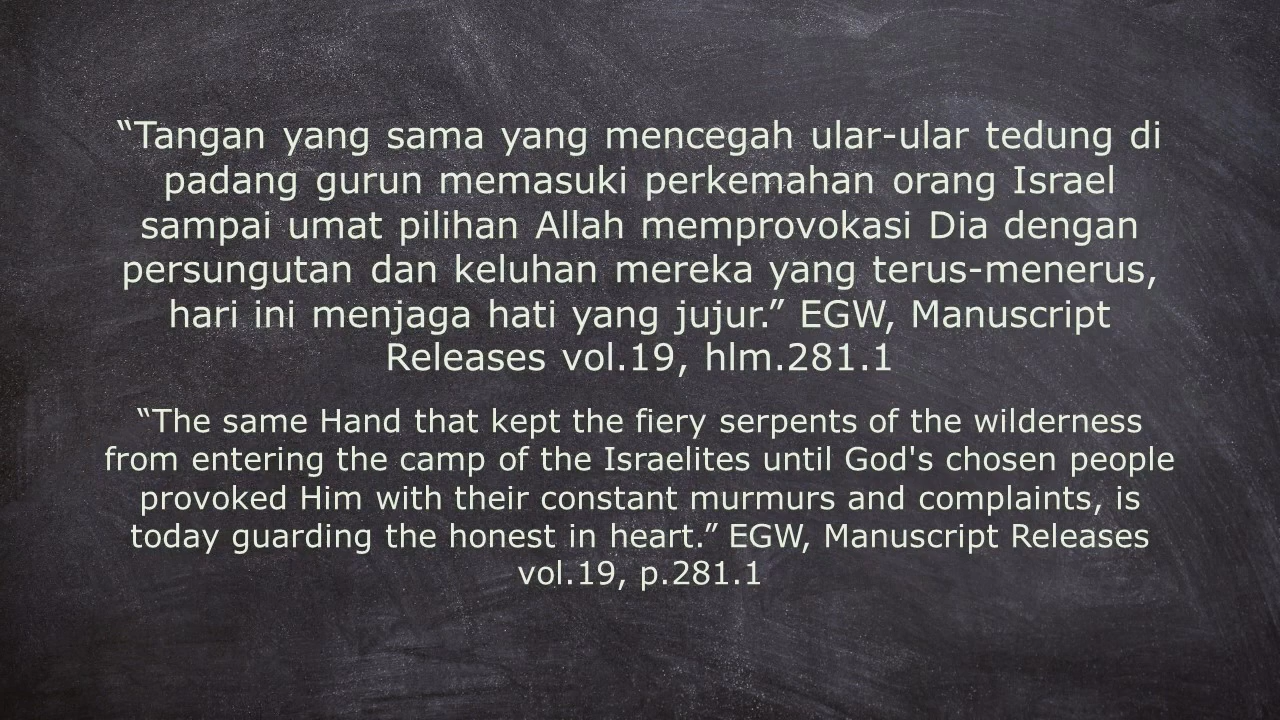 “Tangan yang sama yang mencegah ular-ular tedung di
padang gurun memasuki perkemahan orang Israel
sampai umat pilihan Allah memprovokasi Dia dengan
persungutan dan keluhan mereka yang terus-menerus,
hari ini menjaga hati yang jujur.” EGW, Manuscript
Releases vol.19, hlm.281.1
“The same Hand that kept the fiery serpents of the wilderness
from entering the camp of the Israelites until God's chosen people
provoked Him with their constant murmurs and complaints, is
today guarding the honest in heart.” EGW, Manuscript Releases
vol.19, p.281.1